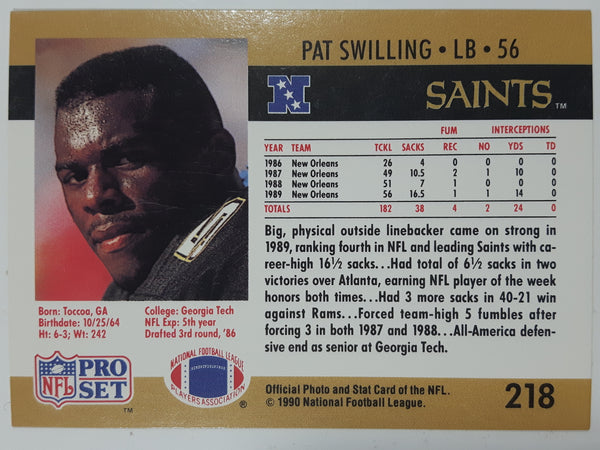 PAT SWILLING • LB • 56
N
SAINTS™
FUM INTERCEPTIONS
YEAR TEAM TCKL SACKS REC NO YDS TD
1986 New Orleans 26 4 0 0 0 0
1987 New Orleans 49 10.5 2 1 10 0
1988 New Orleans 51 7 1 0 0 0
1989 New Orleans 56 16.5 1 1 14 0
TOTALS 182 38 4 2 24 0
Big, physical outside linebacker came on strong in
1989, ranking fourth in NFL and leading Saints with ca-
reer-high 16½ sacks...Had total of 6½ sacks in two
victories over Atlanta, earning NFL player of the week
honors both times...Had 3 more sacks in 40-21 win
against Rams...Forced team-high 5 fumbles after
forcing 3 in both 1987 and 1988...All-America defen-
sive end as senior at Georgia Tech.
Born: Toccoa, GA
Birthdate: 10/25/64
Ht: 6-3; Wt: 242
College: Georgia Tech
NFL Exp: 5th year
Drafted 3rd round, '86
NFL PRO SET™
NATIONAL FOOTBALL LEAGUE
PLAYERS ASSOCIATION®
Official Photo and Stat Card of the NFL.
© 1990 National Football League.
218